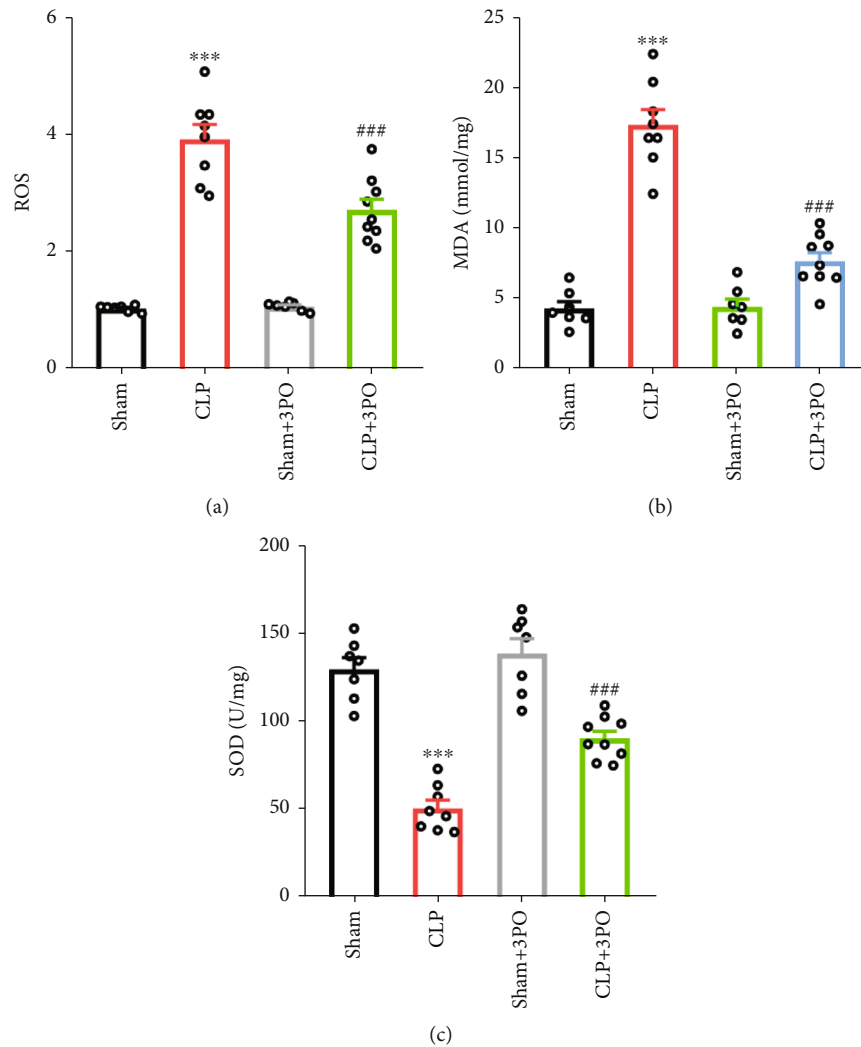 ROS
6
4
2
0
***
###
Sham
CLP
Sham+3PO
CLP+3PO
(a)
MDA (mmol/mg)
25
20
15
10
5
0
***
###
Sham
CLP
Sham+3PO
CLP+3PO
(b)
SOD (U/mg)
200
150
100
50
0
***
###
Sham
CLP
Sham+3PO
CLP+3PO
(c)